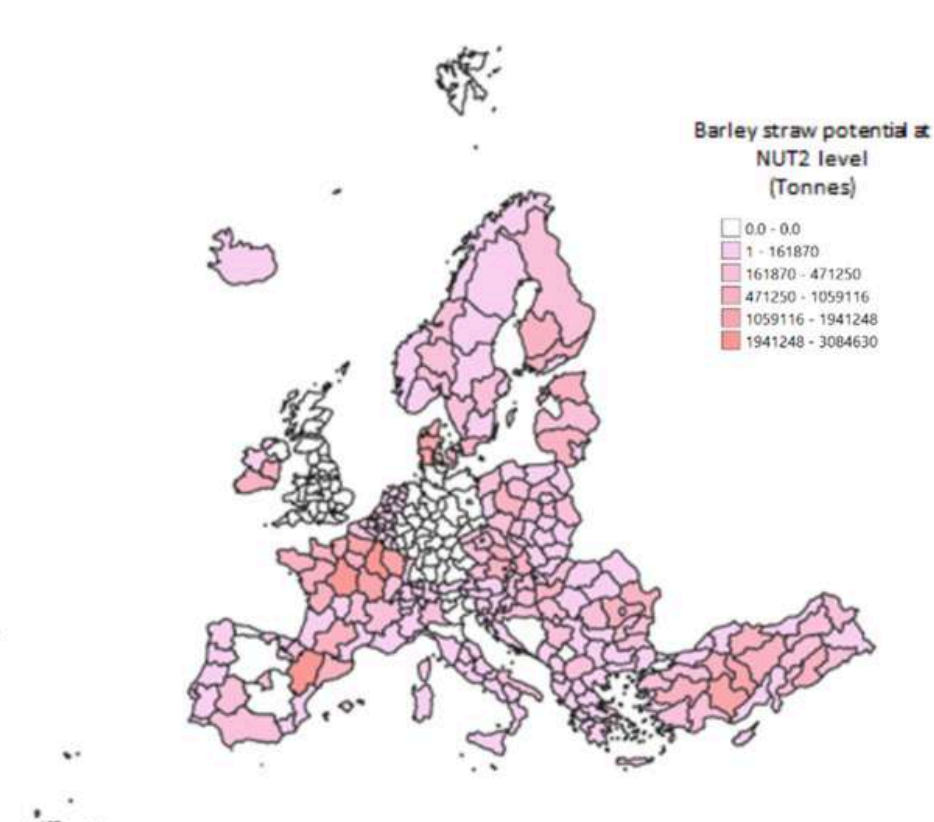 Barley straw potential at
NUT2 level
(Tonnes)
0.0 - 0.0
1 - 161870
161870 - 471250
471250 - 1059116
1059116 - 1941248
1941248 - 3084630